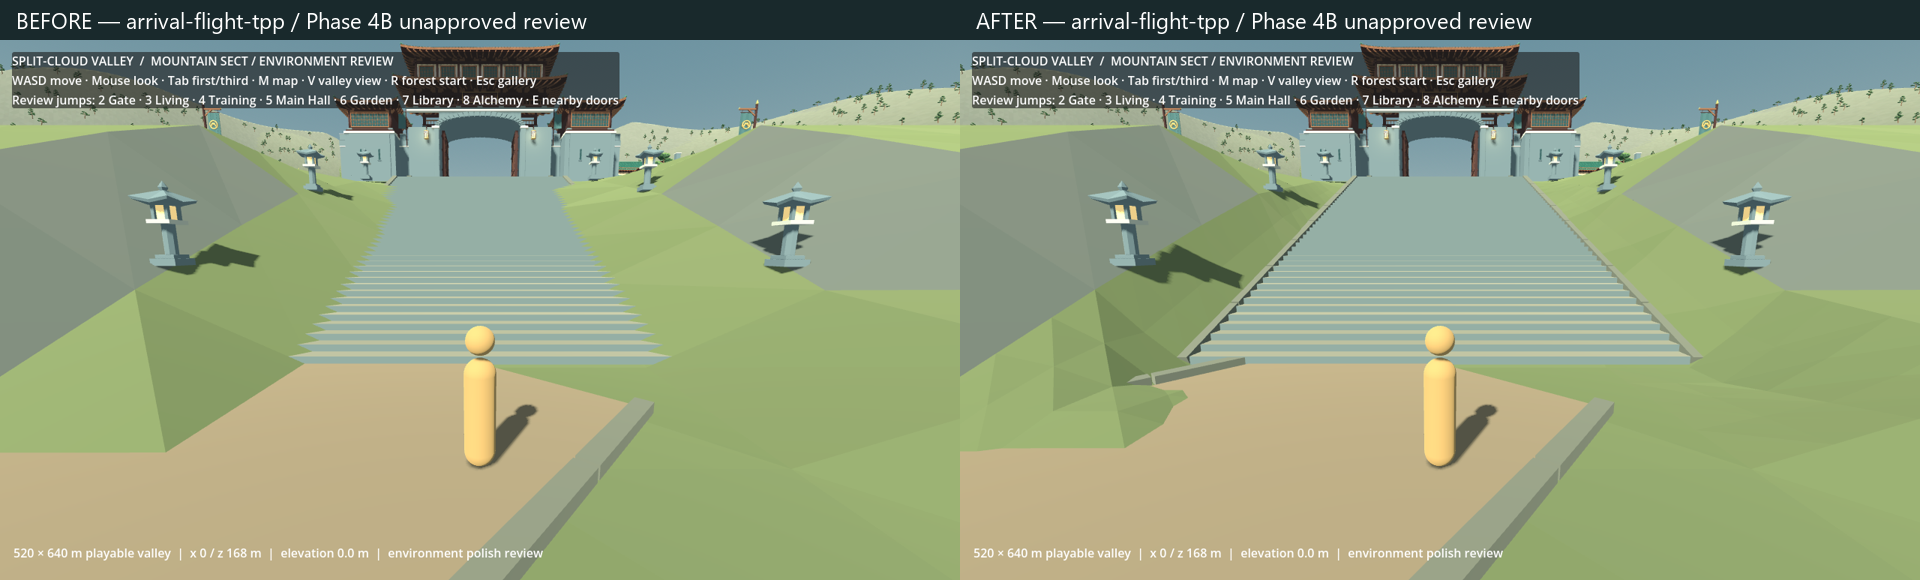 BEFORE — arrival-flight-tpp / Phase 4B unapproved review
SPLIT-CLOUD VALLEY / MOUNTAIN SECT / ENVIRONMENT REVIEW
WASD move · Mouse look · Tab first/third · M map · V valley view · R forest start · Esc gallery
Review jumps: 2 Gate · 3 Living · 4 Training · 5 Main Hall · 6 Garden · 7 Library · 8 Alchemy · E nearby doors
520 × 640 m playable valley | x 0 / z 168 m | elevation 0.0 m | environment polish review
AFTER — arrival-flight-tpp / Phase 4B unapproved review
SPLIT-CLOUD VALLEY / MOUNTAIN SECT / ENVIRONMENT REVIEW
WASD move · Mouse look · Tab first/third · M map · V valley view · R forest start · Esc gallery
Review jumps: 2 Gate · 3 Living · 4 Training · 5 Main Hall · 6 Garden · 7 Library · 8 Alchemy · E nearby doors
520 × 640 m playable valley | x 0 / z 168 m | elevation 0.0 m | environment polish review